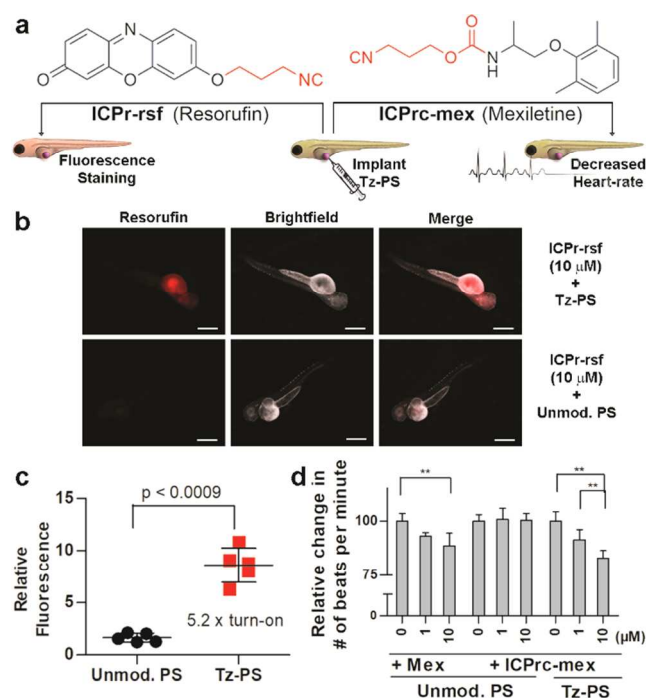 a
N
O
O
O
NC
CN
O
O
N
H
O
ICPr-rsf (Resorufin)
ICPrc-mex (Mexiletine)
Fluorescence
Staining
Implant
Tz-PS
Decreased
Heart-rate
b
Resorufin Brightfield Merge
ICPr-rsf
(10 μM)
+
Tz-PS
ICPr-rsf
(10 μM)
+
Unmod. PS
c
p < 0.0009
Relative
Fluorescence
15
10
5
0
5.2 x turn-on
Unmod. PS Tz-PS
d
Relative change in
# of beats per minute
100
75
0
** ** **
0 1 10 0 1 10 0 1 10 (μM)
+ Mex + ICPrc-mex
Unmod. PS Tz-PS